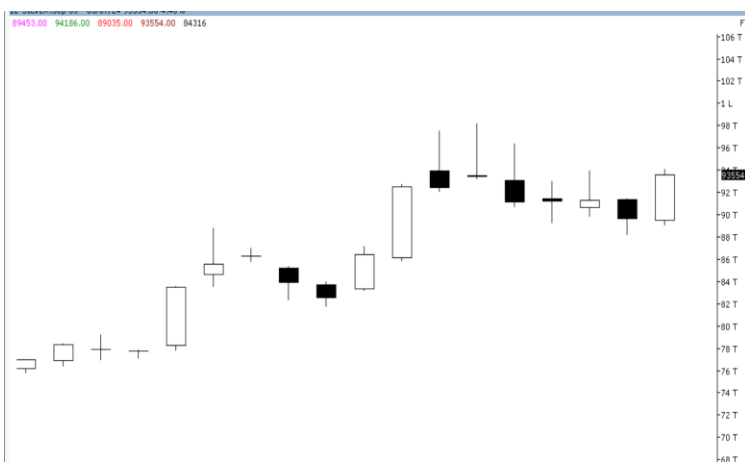 89453.00 94186.00 89035.00 93554.00 84316
F
106 T
104 T
102 T
1 L
98 T
96 T
93554
92 T
90 T
88 T
86 T
84 T
82 T
80 T
78 T
76 T
74 T
72 T
70 T
68 T